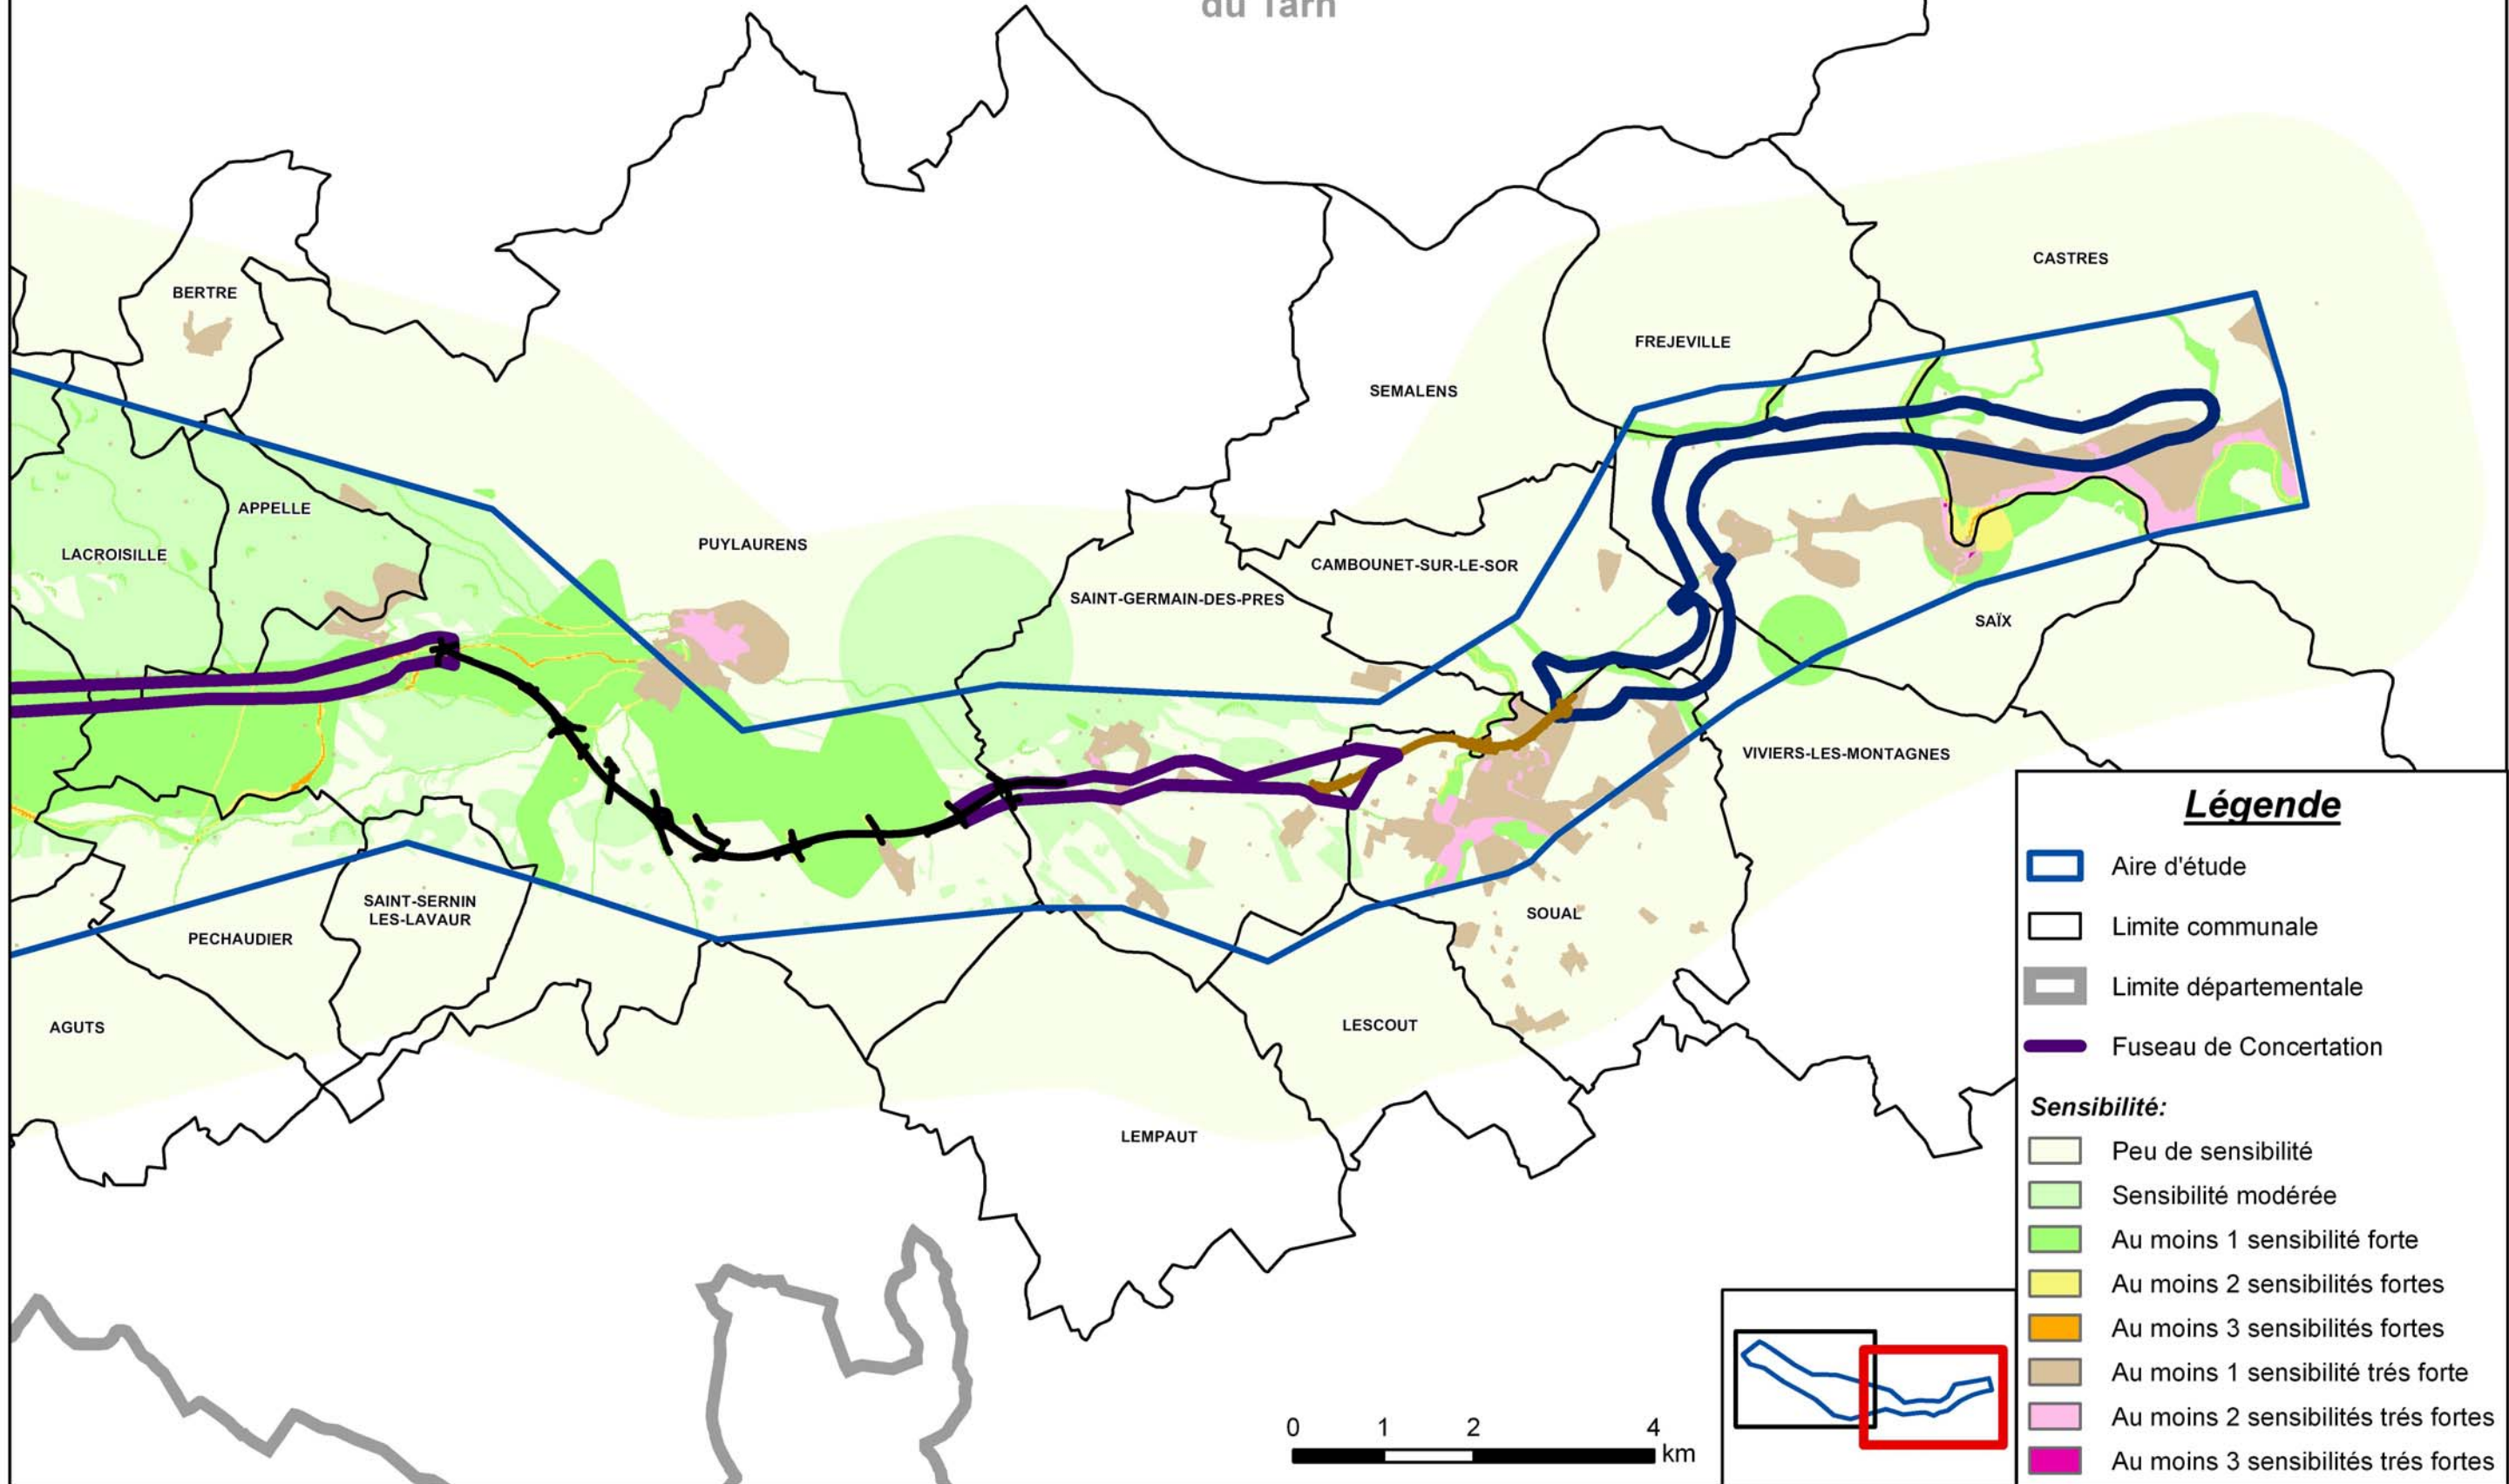 du Tarn
CASTRES
BERTRE
FREJEVILLE
SEMALENS
APPELLE
PUYLAURENS
LACROISILLE
CAMBOUNET-SUR-LE-SOR
SAINT-GERMAIN-DES-PRES
SAÏX
VIVIERS-LES-MONTAGNES
SAINT-SERNIN
LES-LAVAUR
SOUAL
PECHAUDIER
AGUTS
LESCOUT
LEMPAUT
Légende
Aire d'étude
Limite communale
Limite départementale
Fuseau de Concertation
Sensibilité:
Peu de sensibilité
Sensibilité modérée
Au moins 1 sensibilité forte
Au moins 2 sensibilités fortes
Au moins 3 sensibilités fortes
Au moins 1 sensibilité trés forte
Au moins 2 sensibilités trés fortes
Au moins 3 sensibilités trés fortes
0 1 2 4
km